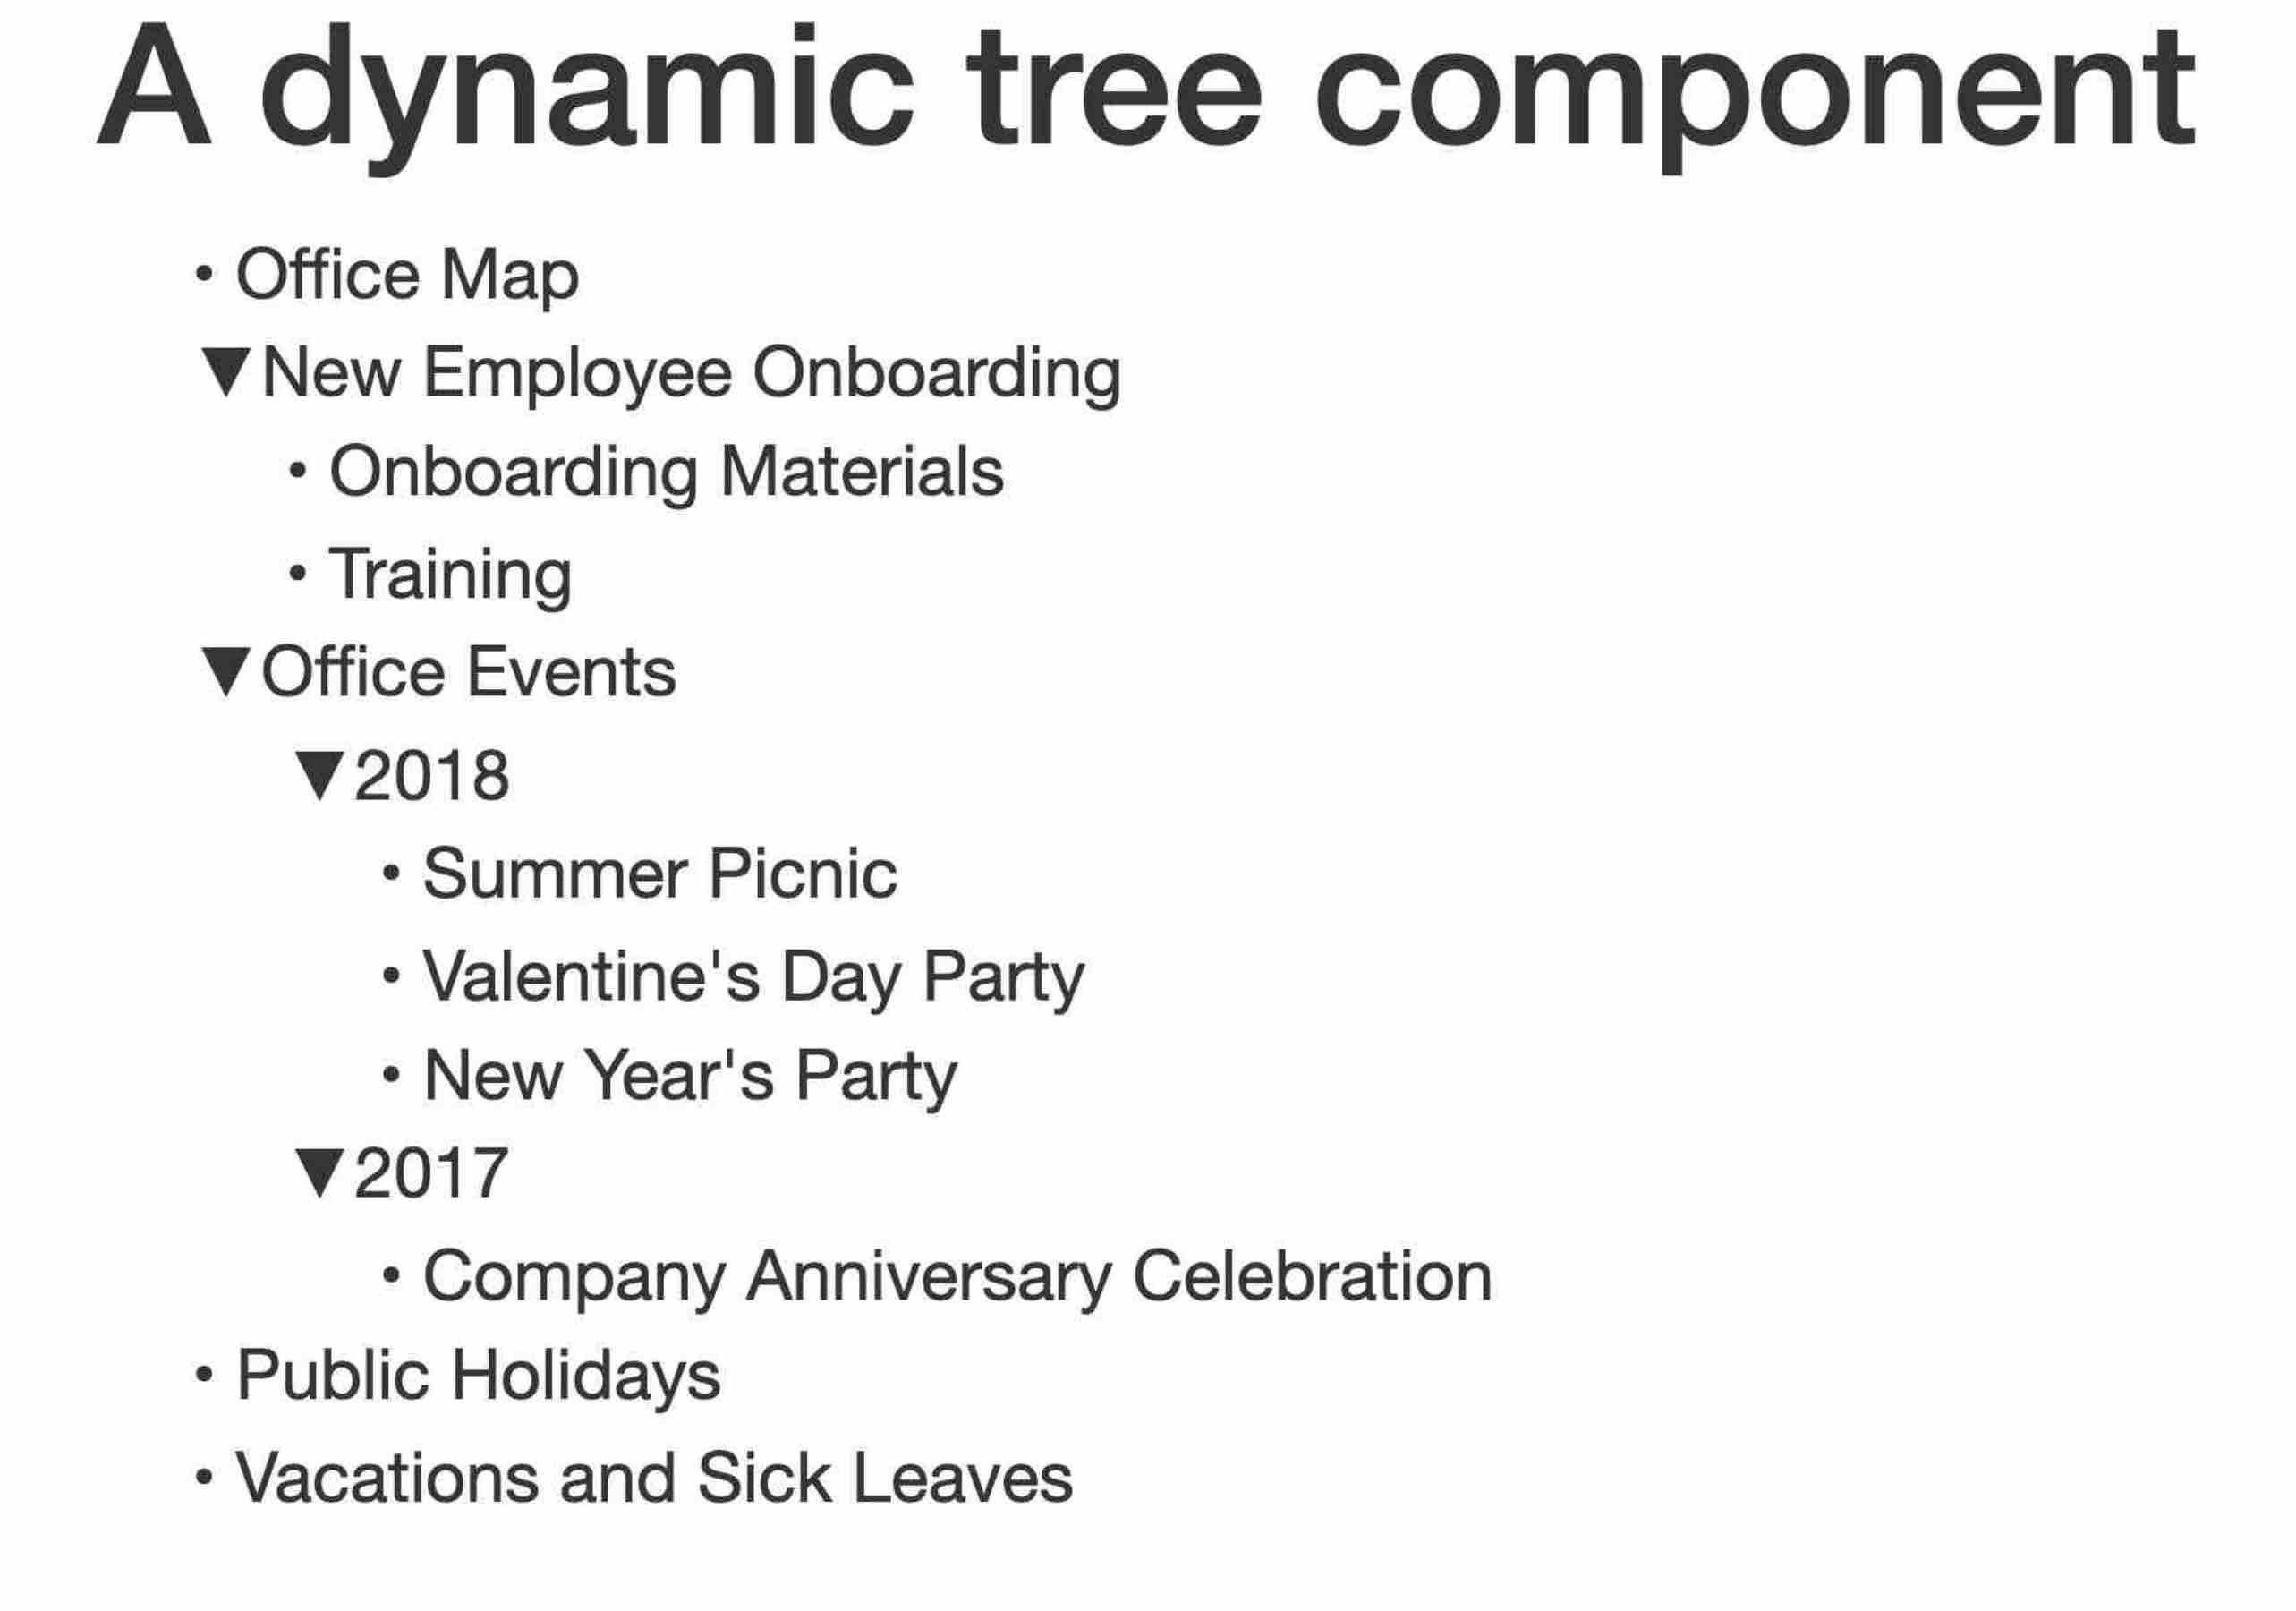 A dynamic tree component
• Office Map
▼New Employee Onboarding
• Onboarding Materials
• Training
▼Office Events
▼2018
• Summer Picnic
• Valentine's Day Party
• New Year's Party
▼2017
• Company Anniversary Celebration
• Public Holidays
• Vacations and Sick Leaves